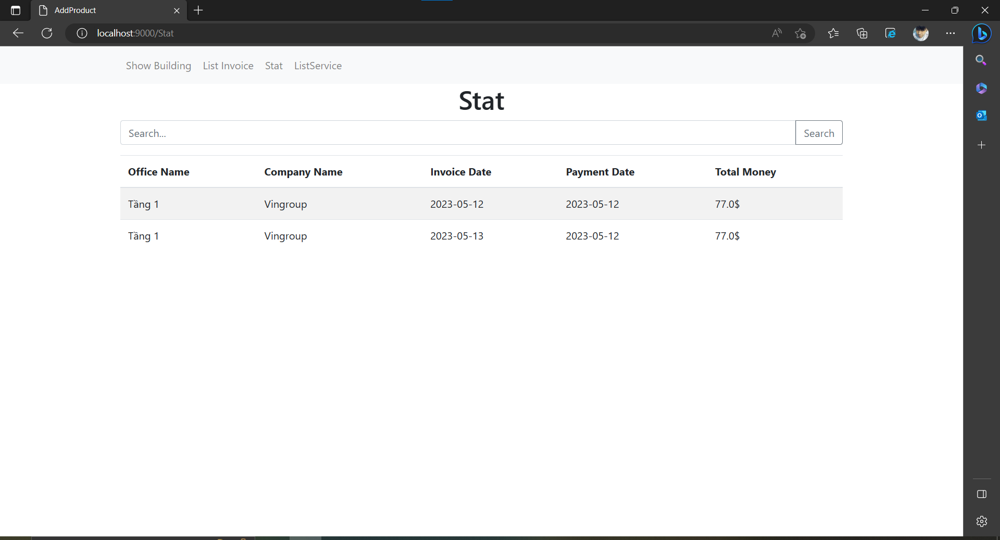 AddProduct
localhost:9000/Stat
Show Building List Invoice Stat ListService
Stat
Search... Search
Office Name Company Name Invoice Date Payment Date Total Money
Tầng 1 Vingroup 2023-05-12 2023-05-12 77.0$
Tầng 1 Vingroup 2023-05-13 2023-05-12 77.0$